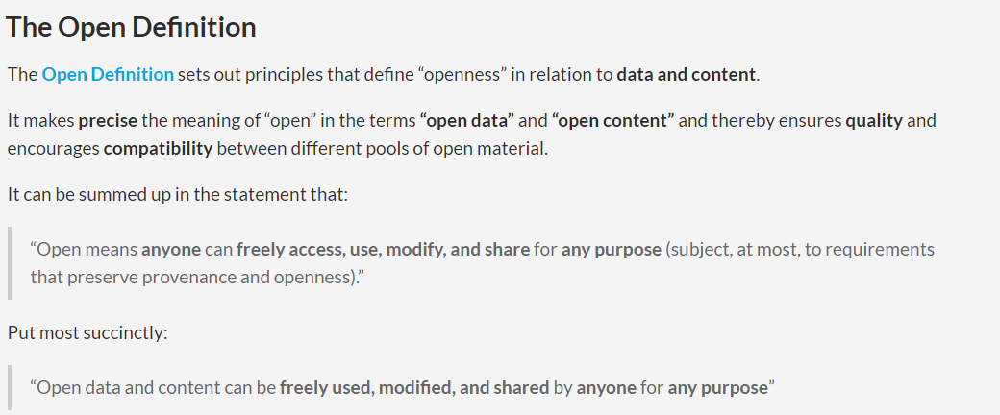 The Open Definition
The Open Definition sets out principles that define “openness” in relation to data and content.
It makes precise the meaning of “open” in the terms “open data” and “open content” and thereby ensures quality and
encourages compatibility between different pools of open material.
It can be summed up in the statement that:
“Open means anyone can freely access, use, modify, and share for any purpose (subject, at most, to requirements
that preserve provenance and openness).”
Put most succinctly:
“Open data and content can be freely used, modified, and shared by anyone for any purpose”